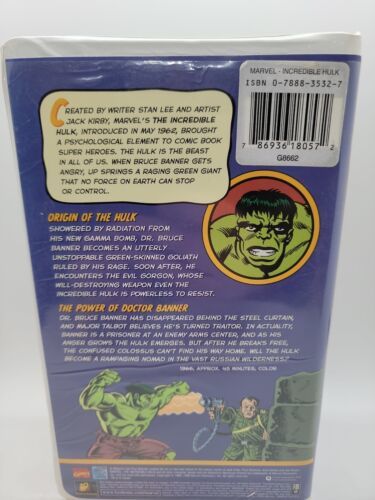 MARVEL - INCREDIBLE HULK
ISBN 0-7888-3532-7
7 86936 18057 2
G8662
CREATED BY WRITER STAN LEE AND ARTIST
JACK KIRBY, MARVEL'S THE INCREDIBLE
HULK, INTRODUCED IN MAY 1962, BROUGHT
A PSYCHOLOGICAL ELEMENT TO COMIC BOOK
SUPER HEROES. THE HULK IS THE BEAST
IN ALL OF US. WHEN BRUCE BANNER GETS
ANGRY, UP SPRINGS A RAGING GREEN GIANT
THAT NO FORCE ON EARTH CAN STOP
OR CONTROL.
ORIGIN OF THE HULK
SHOWERED BY RADIATION FROM
HIS NEW GAMMA BOMB, DR. BRUCE
BANNER BECOMES AN UTTERLY
UNSTOPPABLE GREEN-SKINNED GOLIATH
RULED BY HIS RAGE. SOON AFTER, HE
ENCOUNTERS THE EVIL GORGON, WHOSE
WILL-DESTROYING WEAPON EVEN THE
INCREDIBLE HULK IS POWERLESS TO RESIST.
THE POWER OF DOCTOR BANNER
DR. BRUCE BANNER HAS DISAPPEARED BEHIND THE STEEL CURTAIN,
AND MAJOR TALBOT BELIEVES HE'S TURNED TRAITOR. IN ACTUALITY,
BANNER IS A PRISONER AT AN ENEMY ARMS CENTER, AND AS HIS
ANGER GROWS THE HULK EMERGES. BUT AFTER HE BREAKS FREE,
THE CONFUSED COLOSSUS CAN'T FIND HIS WAY HOME. WILL THE HULK
BECOME A RAMPAGING NOMAD IN THE VAST RUSSIAN WILDERNESS?
1966, APPROX. 45 MINUTES, COLOR